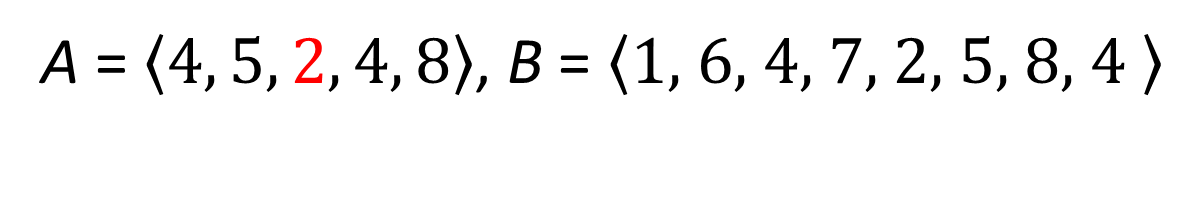 A = ⟨4, 5, 2, 4, 8⟩, B = ⟨1, 6, 4, 7, 2, 5, 8, 4 ⟩